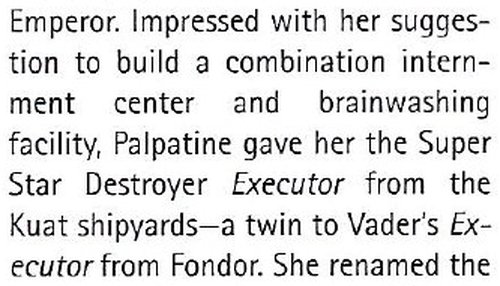 Emperor. Impressed with her sugges-
tion to build a combination intern-
ment center and brainwashing
facility, Palpatine gave her the Super
Star Destroyer Executor from the
Kuat shipyards—a twin to Vader's Ex-
ecutor from Fondor. She renamed the